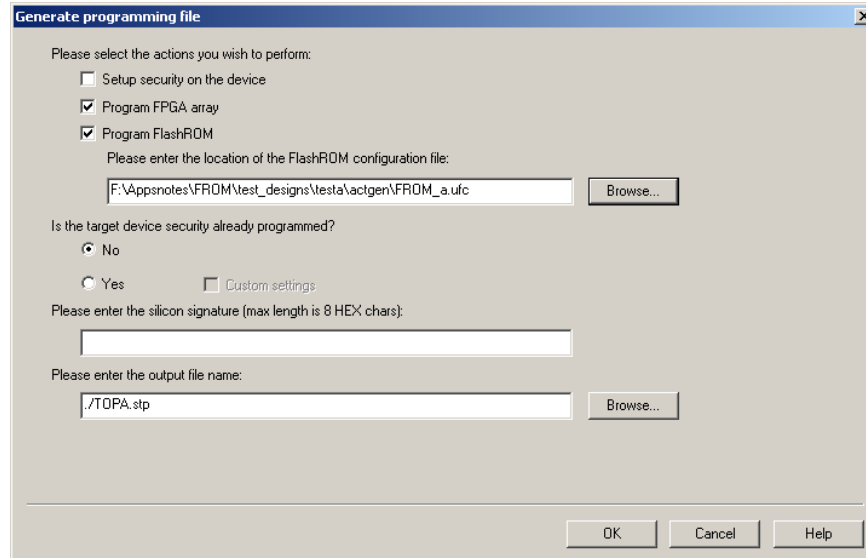 Generate programming file
Please select the actions you wish to perform:
Setup security on the device
Program FPGA array
Program FlashROM
Please enter the location of the FlashROM configuration file:
F:\Appsnotes\FROM\test_designs\testa\actgen\FROM_a.ufc
Browse...
Is the target device security already programmed?
No
Yes
Custom settings
Please enter the silicon signature (max length is 8 HEX chars):
Please enter the output file name:
./TOPA.stp
Browse...
OK
Cancel
Help